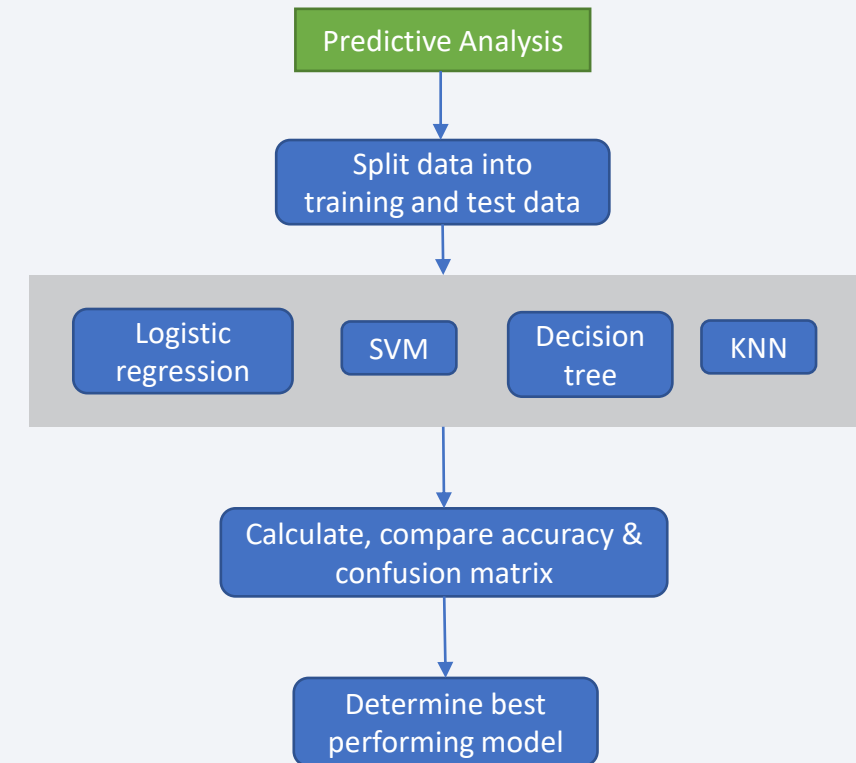 Predictive Analysis
Split data into
training and test data
Logistic
regression
SVM
Decision
tree
KNN
Calculate, compare accuracy &
confusion matrix
Determine best
performing model